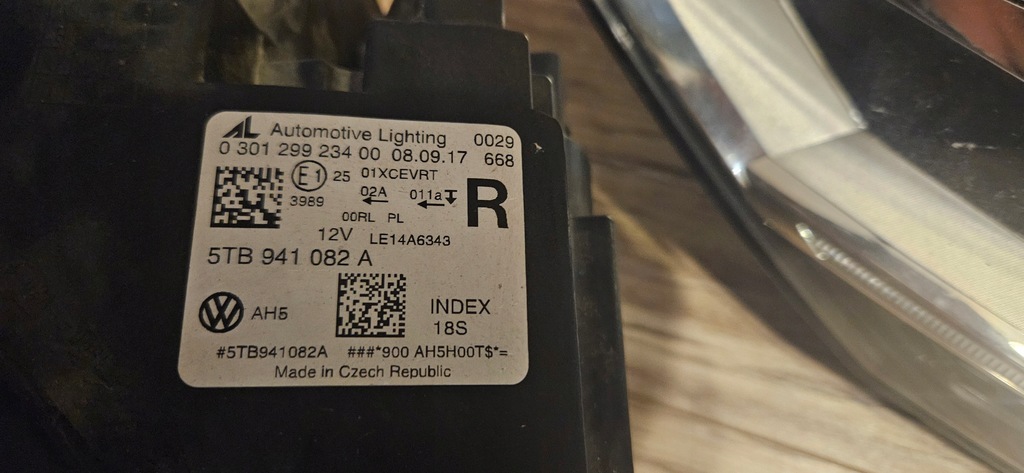 AL Automotive Lighting 0029
0 301 299 234 00 08.09.17 668
E1 25 01XCEVRT
3989 02A 011a R
00RL PL
12V LE14A6343
5TB 941 082 A
VW AH5 INDEX
18S
#5TB941082A ###*900 AH5H00T$*=
Made in Czech Republic